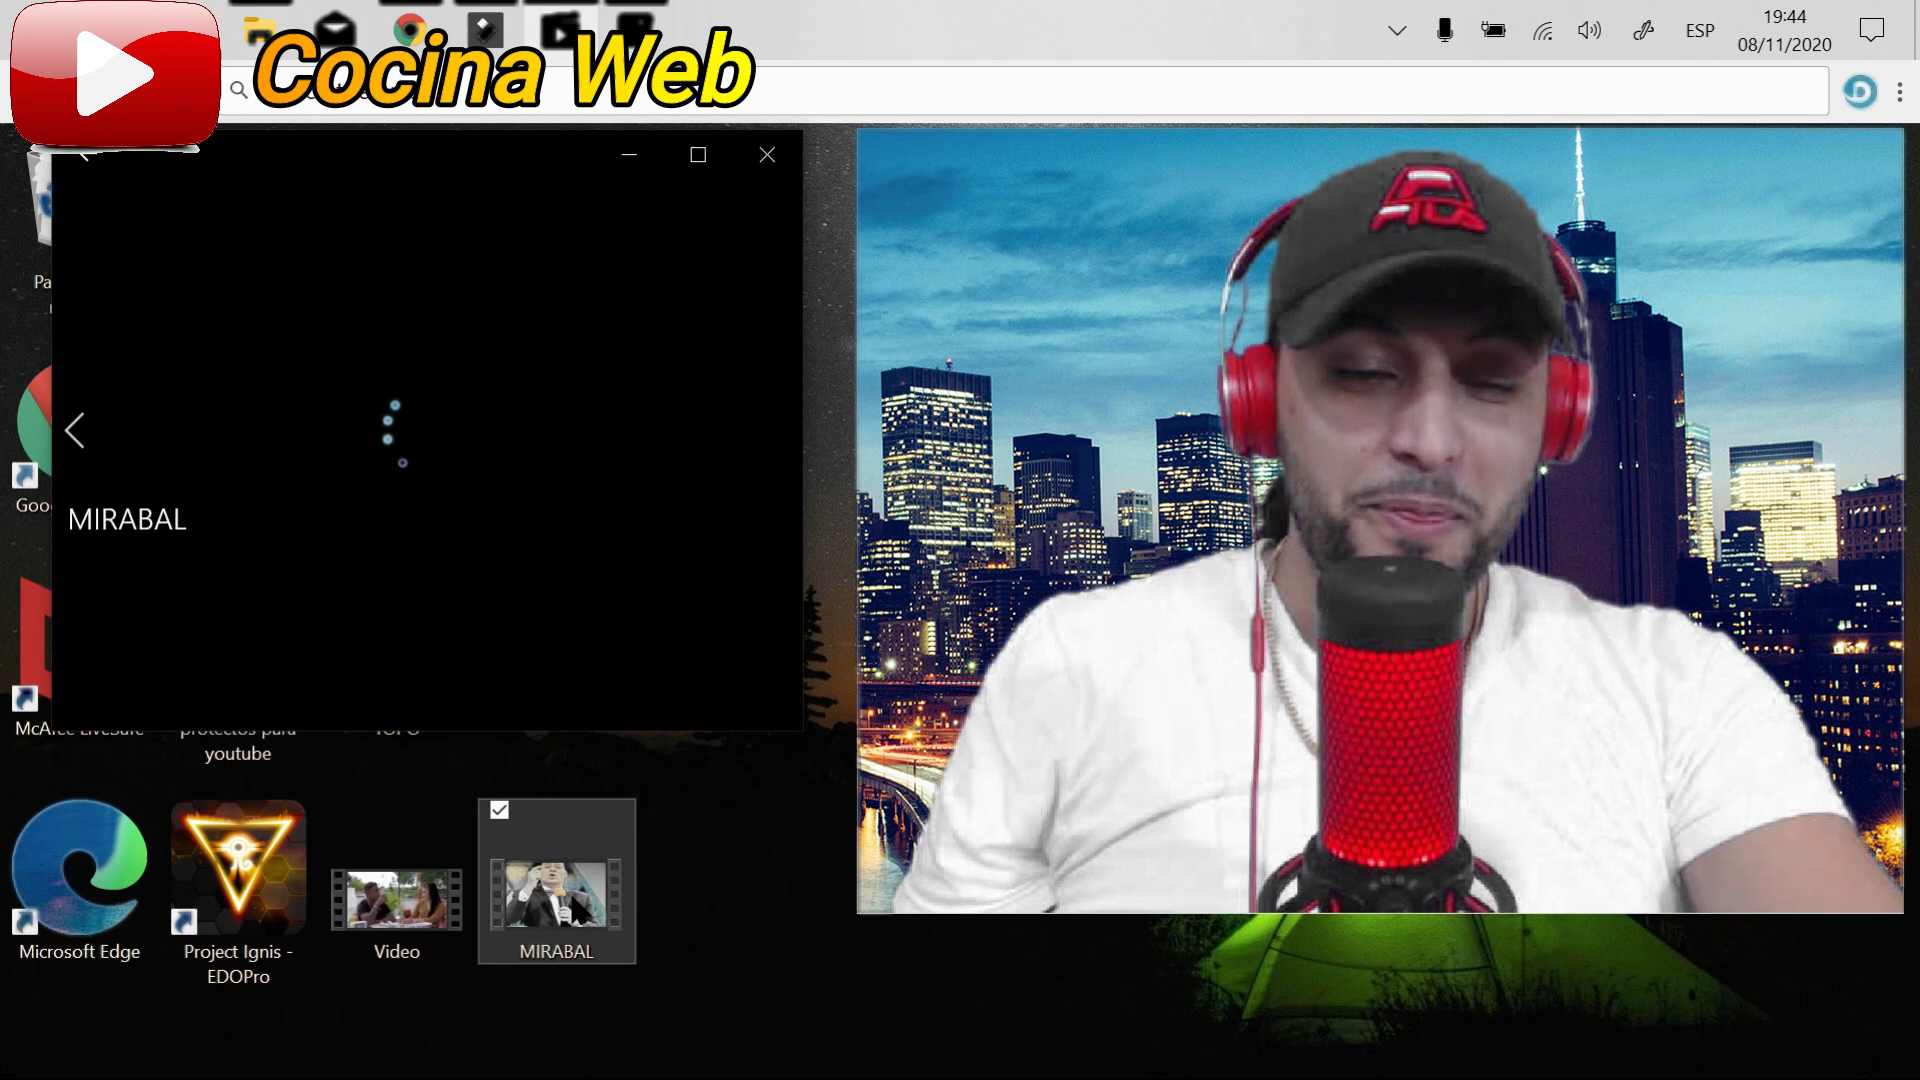 Cocina Web
ESP
19:44
08/11/2020
MIRABAL
youtube
Microsoft Edge
Project Ignis -
EDOPro
Video
MIRABAL